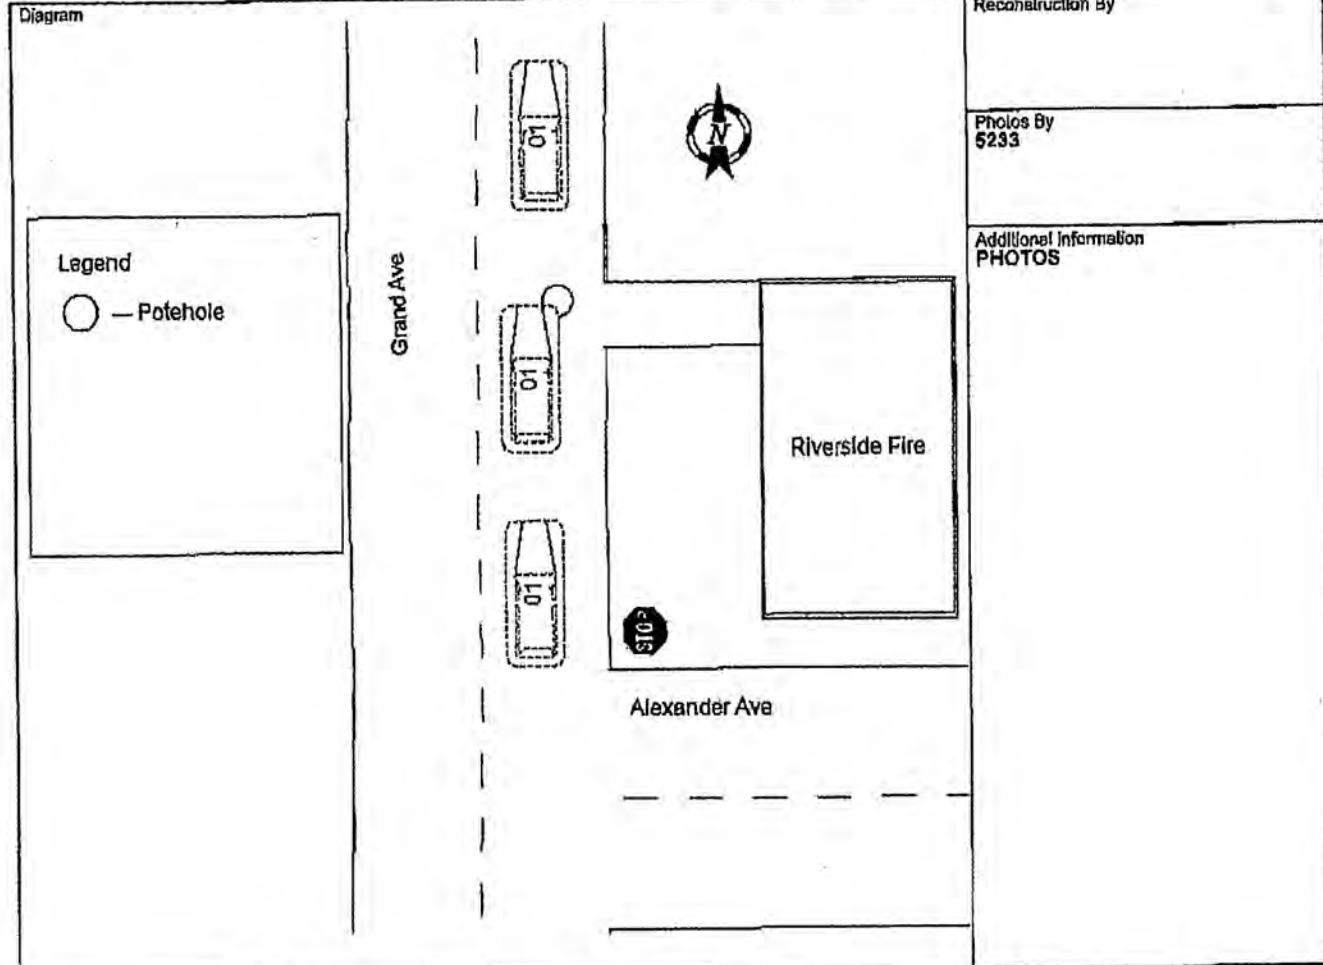 Diagram
Reconstruction By
Photos By
5233
Additional Information
PHOTOS
Legend
— Potehole
Grand Ave
01
01
01
N
Riverside Fire
STOP
Alexander Ave